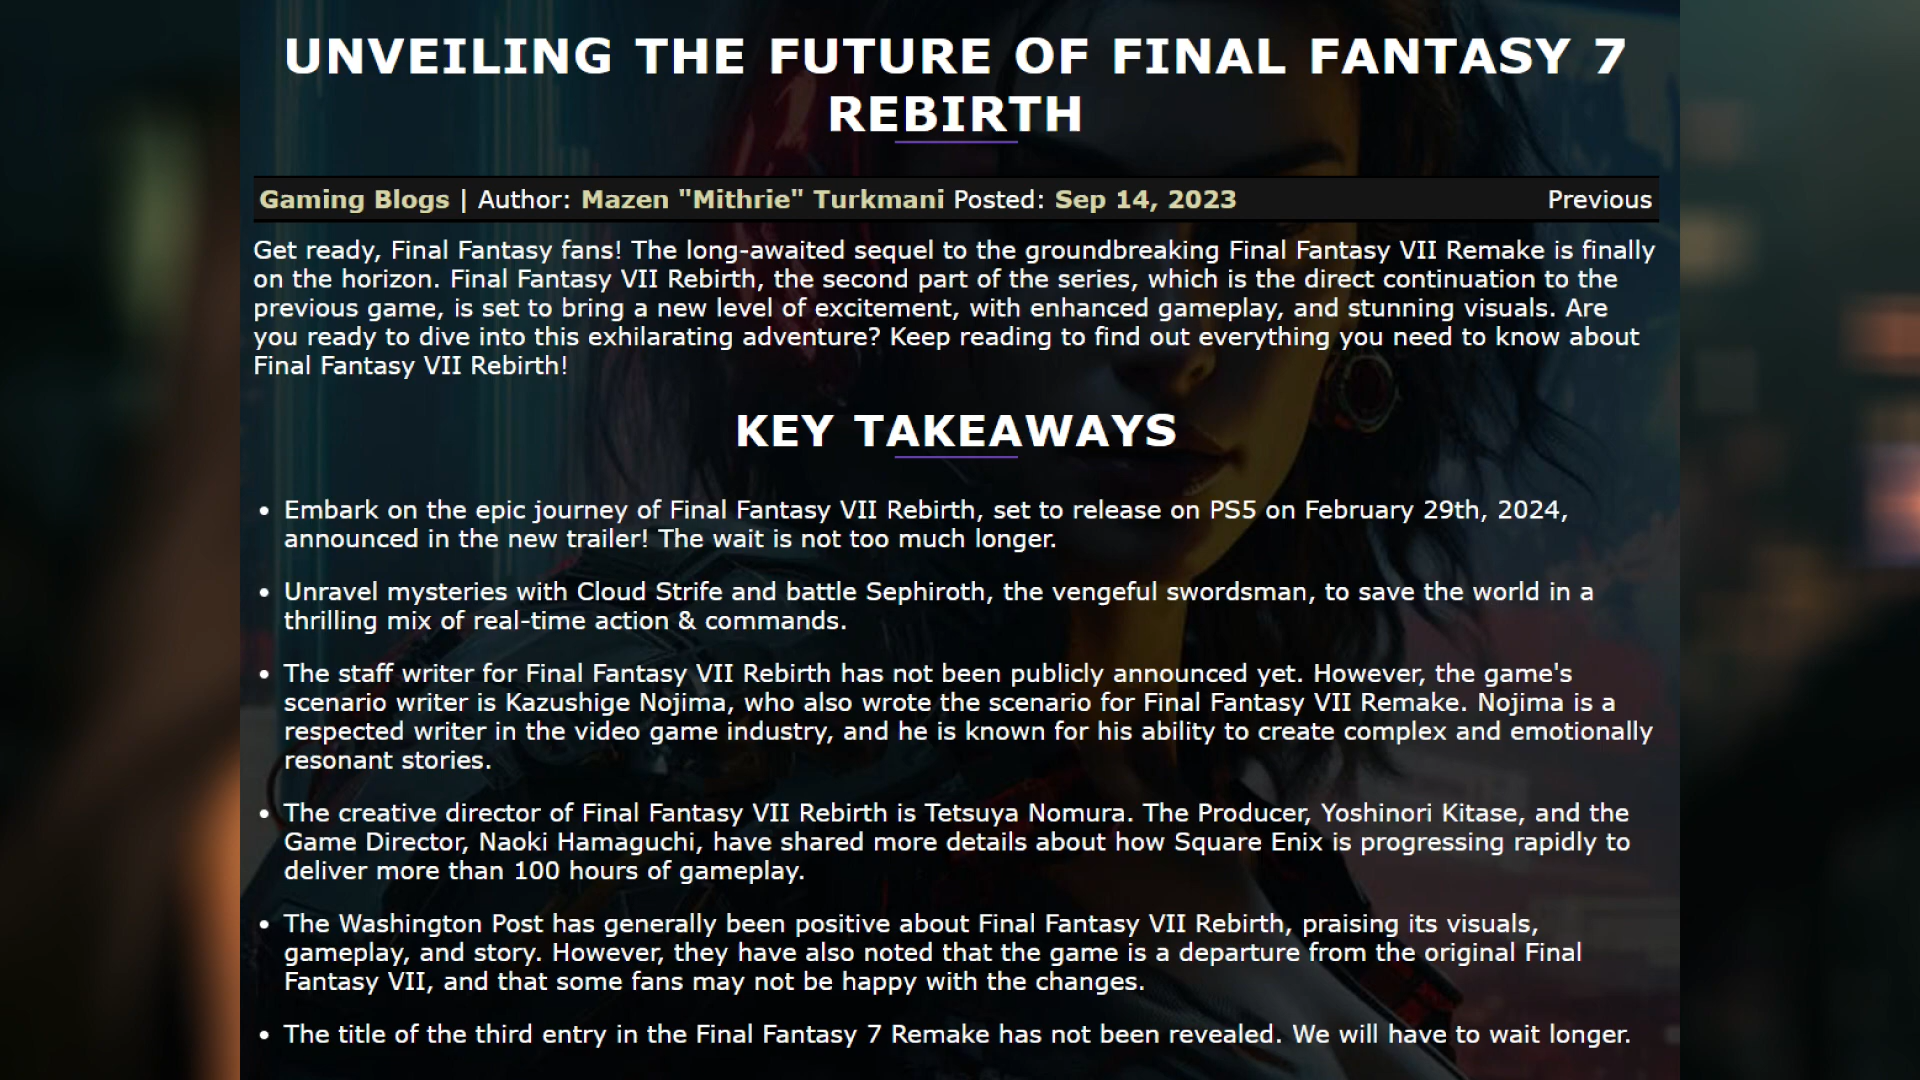 UNVEILING THE FUTURE OF FINAL FANTASY 7
REBIRTH
Gaming Blogs | Author: Mazen "Mithrie" Turkmani Posted: Sep 14, 2023 Previous
Get ready, Final Fantasy fans! The long-awaited sequel to the groundbreaking Final Fantasy VII Remake is finally
on the horizon. Final Fantasy VII Rebirth, the second part of the series, which is the direct continuation to the
previous game, is set to bring a new level of excitement, with enhanced gameplay, and stunning visuals. Are
you ready to dive into this exhilarating adventure? Keep reading to find out everything you need to know about
Final Fantasy VII Rebirth!
KEY TAKEAWAYS
• Embark on the epic journey of Final Fantasy VII Rebirth, set to release on PS5 on February 29th, 2024,
announced in the new trailer! The wait is not too much longer.
• Unravel mysteries with Cloud Strife and battle Sephiroth, the vengeful swordsman, to save the world in a
thrilling mix of real-time action & commands.
• The staff writer for Final Fantasy VII Rebirth has not been publicly announced yet. However, the game's
scenario writer is Kazushige Nojima, who also wrote the scenario for Final Fantasy VII Remake. Nojima is a
respected writer in the video game industry, and he is known for his ability to create complex and emotionally
resonant stories.
• The creative director of Final Fantasy VII Rebirth is Tetsuya Nomura. The Producer, Yoshinori Kitase, and the
Game Director, Naoki Hamaguchi, have shared more details about how Square Enix is progressing rapidly to
deliver more than 100 hours of gameplay.
• The Washington Post has generally been positive about Final Fantasy VII Rebirth, praising its visuals,
gameplay, and story. However, they have also noted that the game is a departure from the original Final
Fantasy VII, and that some fans may not be happy with the changes.
• The title of the third entry in the Final Fantasy 7 Remake has not been revealed. We will have to wait longer.